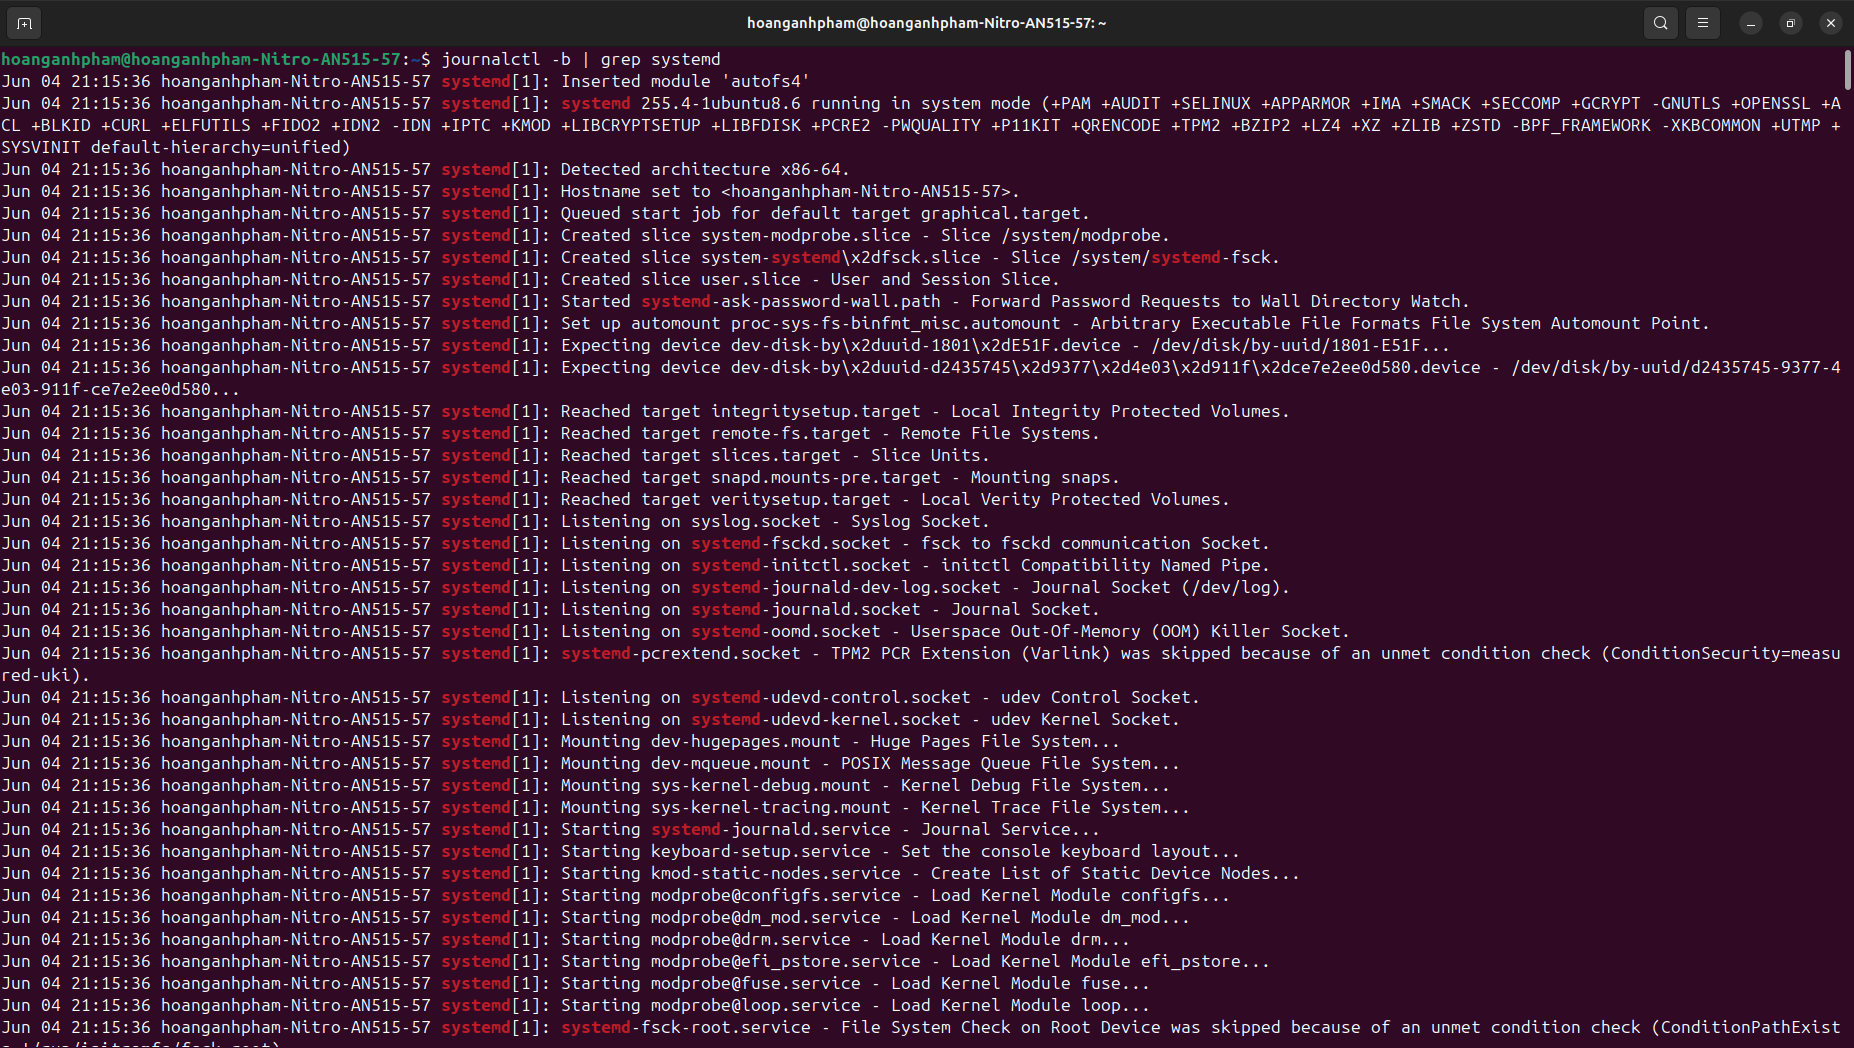 hoanganhpham@hoanganhpham-Nitro-AN515-57: ~
hoanganhpham@hoanganhpham-Nitro-AN515-57:~$ journalctl -b | grep systemd
Jun 04 21:15:36 hoanganhpham-Nitro-AN515-57 systemd[1]: Inserted module 'autofs4'
Jun 04 21:15:36 hoanganhpham-Nitro-AN515-57 systemd[1]: systemd 255.4-1ubuntu8.6 running in system mode (+PAM +AUDIT +SELINUX +APPARMOR +IMA +SMACK +SECCOMP +GCRYPT -GNUTLS +OPENSSL +A
CL +BLKID +CURL +ELFUTILS +FIDO2 +IDN2 -IDN +IPTC +KMOD +LIBCRYPTSETUP +LIBFDISK +PCRE2 -PWQUALITY +P11KIT +QRENCODE +TPM2 +BZIP2 +LZ4 +XZ +ZLIB +ZSTD -BPF_FRAMEWORK -XKBCOMMON +UTMP +
SYSVINIT default-hierarchy=unified)
Jun 04 21:15:36 hoanganhpham-Nitro-AN515-57 systemd[1]: Detected architecture x86-64.
Jun 04 21:15:36 hoanganhpham-Nitro-AN515-57 systemd[1]: Hostname set to <hoanganhpham-Nitro-AN515-57>.
Jun 04 21:15:36 hoanganhpham-Nitro-AN515-57 systemd[1]: Queued start job for default target graphical.target.
Jun 04 21:15:36 hoanganhpham-Nitro-AN515-57 systemd[1]: Created slice system-modprobe.slice - Slice /system/modprobe.
Jun 04 21:15:36 hoanganhpham-Nitro-AN515-57 systemd[1]: Created slice system-systemd\x2dfsck.slice - Slice /system/systemd-fsck.
Jun 04 21:15:36 hoanganhpham-Nitro-AN515-57 systemd[1]: Created slice user.slice - User and Session Slice.
Jun 04 21:15:36 hoanganhpham-Nitro-AN515-57 systemd[1]: Started systemd-ask-password-wall.path - Forward Password Requests to Wall Directory Watch.
Jun 04 21:15:36 hoanganhpham-Nitro-AN515-57 systemd[1]: Set up automount proc-sys-fs-binfmt_misc.automount - Arbitrary Executable File Formats File System Automount Point.
Jun 04 21:15:36 hoanganhpham-Nitro-AN515-57 systemd[1]: Expecting device dev-disk-by\x2duuid-1801\x2dE51F.device - /dev/disk/by-uuid/1801-E51F...
Jun 04 21:15:36 hoanganhpham-Nitro-AN515-57 systemd[1]: Expecting device dev-disk-by\x2duuid-d2435745\x2d9377\x2d4e03\x2d911f\x2dce7e2ee0d580.device - /dev/disk/by-uuid/d2435745-9377-4
e03-911f-ce7e2ee0d580...
Jun 04 21:15:36 hoanganhpham-Nitro-AN515-57 systemd[1]: Reached target integritysetup.target - Local Integrity Protected Volumes.
Jun 04 21:15:36 hoanganhpham-Nitro-AN515-57 systemd[1]: Reached target remote-fs.target - Remote File Systems.
Jun 04 21:15:36 hoanganhpham-Nitro-AN515-57 systemd[1]: Reached target slices.target - Slice Units.
Jun 04 21:15:36 hoanganhpham-Nitro-AN515-57 systemd[1]: Reached target snapd.mounts-pre.target - Mounting snaps.
Jun 04 21:15:36 hoanganhpham-Nitro-AN515-57 systemd[1]: Reached target veritysetup.target - Local Verity Protected Volumes.
Jun 04 21:15:36 hoanganhpham-Nitro-AN515-57 systemd[1]: Listening on syslog.socket - Syslog Socket.
Jun 04 21:15:36 hoanganhpham-Nitro-AN515-57 systemd[1]: Listening on systemd-fsckd.socket - fsck to fsckd communication Socket.
Jun 04 21:15:36 hoanganhpham-Nitro-AN515-57 systemd[1]: Listening on systemd-initctl.socket - initctl Compatibility Named Pipe.
Jun 04 21:15:36 hoanganhpham-Nitro-AN515-57 systemd[1]: Listening on systemd-journald-dev-log.socket - Journal Socket (/dev/log).
Jun 04 21:15:36 hoanganhpham-Nitro-AN515-57 systemd[1]: Listening on systemd-journald.socket - Journal Socket.
Jun 04 21:15:36 hoanganhpham-Nitro-AN515-57 systemd[1]: Listening on systemd-oomd.socket - Userspace Out-Of-Memory (OOM) Killer Socket.
Jun 04 21:15:36 hoanganhpham-Nitro-AN515-57 systemd[1]: systemd-pcrextend.socket - TPM2 PCR Extension (Varlink) was skipped because of an unmet condition check (ConditionSecurity=measu
red-uki).
Jun 04 21:15:36 hoanganhpham-Nitro-AN515-57 systemd[1]: Listening on systemd-udevd-control.socket - udev Control Socket.
Jun 04 21:15:36 hoanganhpham-Nitro-AN515-57 systemd[1]: Listening on systemd-udevd-kernel.socket - udev Kernel Socket.
Jun 04 21:15:36 hoanganhpham-Nitro-AN515-57 systemd[1]: Mounting dev-hugepages.mount - Huge Pages File System...
Jun 04 21:15:36 hoanganhpham-Nitro-AN515-57 systemd[1]: Mounting dev-mqueue.mount - POSIX Message Queue File System...
Jun 04 21:15:36 hoanganhpham-Nitro-AN515-57 systemd[1]: Mounting sys-kernel-debug.mount - Kernel Debug File System...
Jun 04 21:15:36 hoanganhpham-Nitro-AN515-57 systemd[1]: Mounting sys-kernel-tracing.mount - Kernel Trace File System...
Jun 04 21:15:36 hoanganhpham-Nitro-AN515-57 systemd[1]: Starting systemd-journald.service - Journal Service...
Jun 04 21:15:36 hoanganhpham-Nitro-AN515-57 systemd[1]: Starting keyboard-setup.service - Set the console keyboard layout...
Jun 04 21:15:36 hoanganhpham-Nitro-AN515-57 systemd[1]: Starting kmod-static-nodes.service - Create List of Static Device Nodes...
Jun 04 21:15:36 hoanganhpham-Nitro-AN515-57 systemd[1]: Starting modprobe@configfs.service - Load Kernel Module configfs...
Jun 04 21:15:36 hoanganhpham-Nitro-AN515-57 systemd[1]: Starting modprobe@dm_mod.service - Load Kernel Module dm_mod...
Jun 04 21:15:36 hoanganhpham-Nitro-AN515-57 systemd[1]: Starting modprobe@drm.service - Load Kernel Module drm...
Jun 04 21:15:36 hoanganhpham-Nitro-AN515-57 systemd[1]: Starting modprobe@efi_pstore.service - Load Kernel Module efi_pstore...
Jun 04 21:15:36 hoanganhpham-Nitro-AN515-57 systemd[1]: Starting modprobe@fuse.service - Load Kernel Module fuse...
Jun 04 21:15:36 hoanganhpham-Nitro-AN515-57 systemd[1]: Starting modprobe@loop.service - Load Kernel Module loop...
Jun 04 21:15:36 hoanganhpham-Nitro-AN515-57 systemd[1]: systemd-fsck-root.service - File System Check on Root Device was skipped because of an unmet condition check (ConditionPathExist